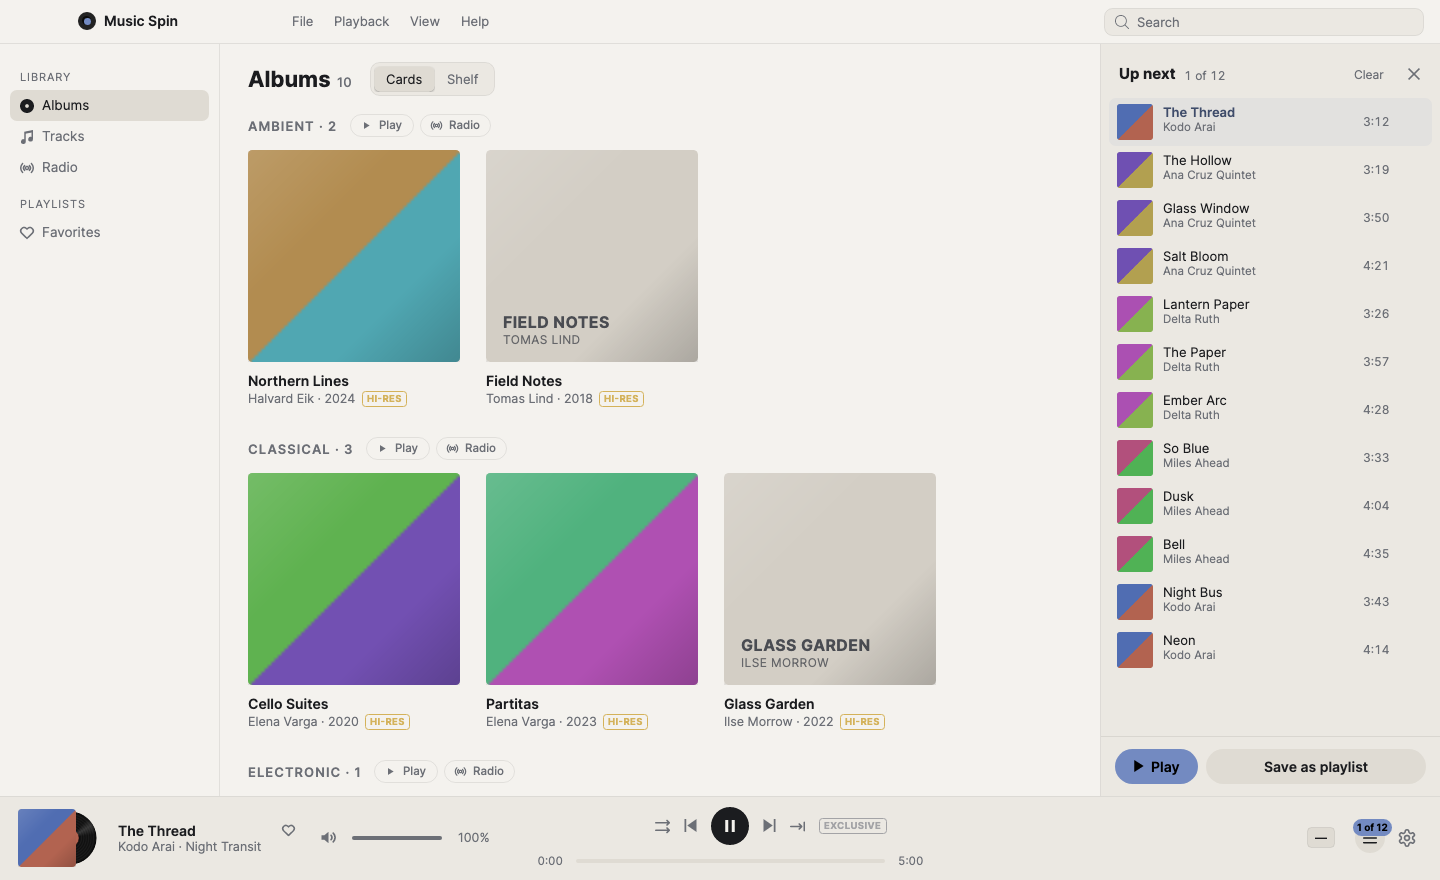 Music Spin
File
Playback
View
Help
Search
LIBRARY
Albums
Tracks
Radio
PLAYLISTS
Favorites
Albums 10
Cards
Shelf
AMBIENT · 2
Play
Radio
FIELD NOTES
TOMAS LIND
Northern Lines
Halvard Eik · 2024 HI-RES
Field Notes
Tomas Lind · 2018 HI-RES
CLASSICAL · 3
Play
Radio
GLASS GARDEN
ILSE MORROW
Cello Suites
Elena Varga · 2020 HI-RES
Partitas
Elena Varga · 2023 HI-RES
Glass Garden
Ilse Morrow · 2022 HI-RES
ELECTRONIC · 1
Play
Radio
Up next 1 of 12
Clear
The Thread
Kodo Arai
3:12
The Hollow
Ana Cruz Quintet
3:19
Glass Window
Ana Cruz Quintet
3:50
Salt Bloom
Ana Cruz Quintet
4:21
Lantern Paper
Delta Ruth
3:26
The Paper
Delta Ruth
3:57
Ember Arc
Delta Ruth
4:28
So Blue
Miles Ahead
3:33
Dusk
Miles Ahead
4:04
Bell
Miles Ahead
4:35
Night Bus
Kodo Arai
3:43
Neon
Kodo Arai
4:14
Play
Save as playlist
The Thread
Kodo Arai · Night Transit
100%
EXCLUSIVE
0:00
5:00
1 of 12